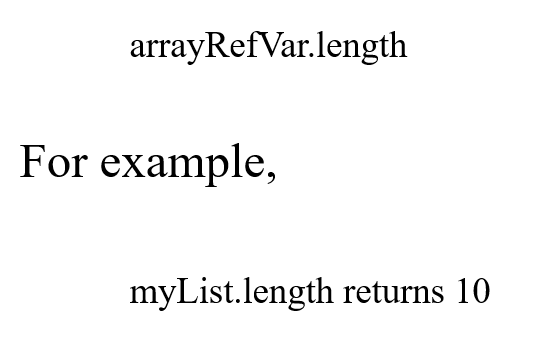 arrayRefVar.length
For example,
myList.length returns 10